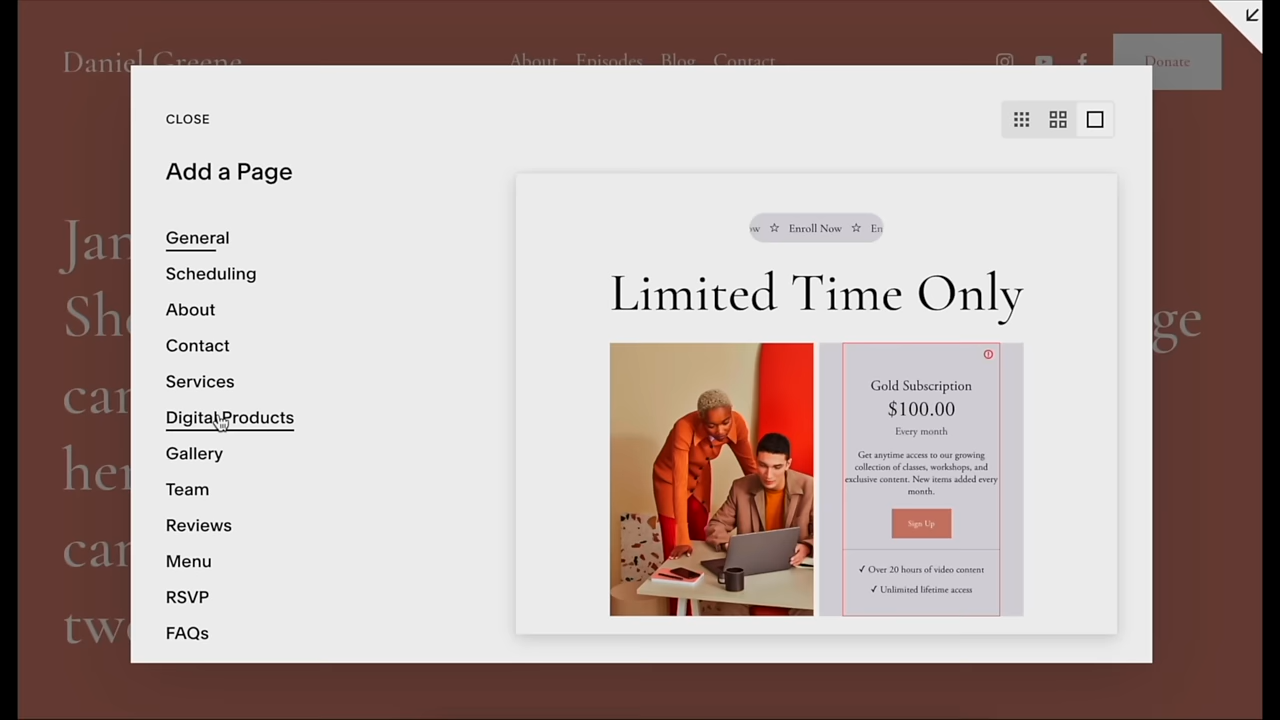 Daniel Greene
About Episodes Blog Contact
Donate
CLOSE
Add a Page
General
Scheduling
About
Contact
Services
Digital Products
Gallery
Team
Reviews
Menu
RSVP
FAQs
Enroll Now
Limited Time Only
Gold Subscription
$100.00
Every month
Get anytime access to our growing
collection of classes, workshops, and
exclusive content. New items added every
month.
Sign Up
✓ Over 20 hours of video content
✓ Unlimited lifetime access